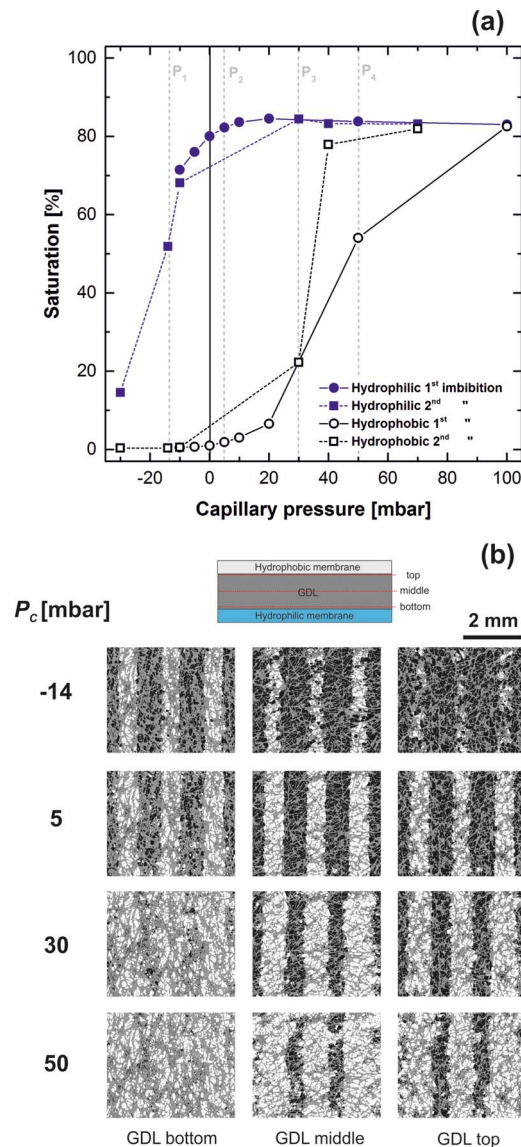 (a)
P1 P2 P3 P4
100
80
60
40
20
0
Saturation [%]
Hydrophilic 1st imbibition
Hydrophilic 2nd "
Hydrophobic 1st "
Hydrophobic 2nd "
-20 0 20 40 60 80 100
Capillary pressure [mbar]
(b)
Hydrophobic membrane
top
GDL
middle
bottom
Hydrophilic membrane
Pc [mbar]
2 mm
-14
5
30
50
GDL bottom GDL middle GDL top